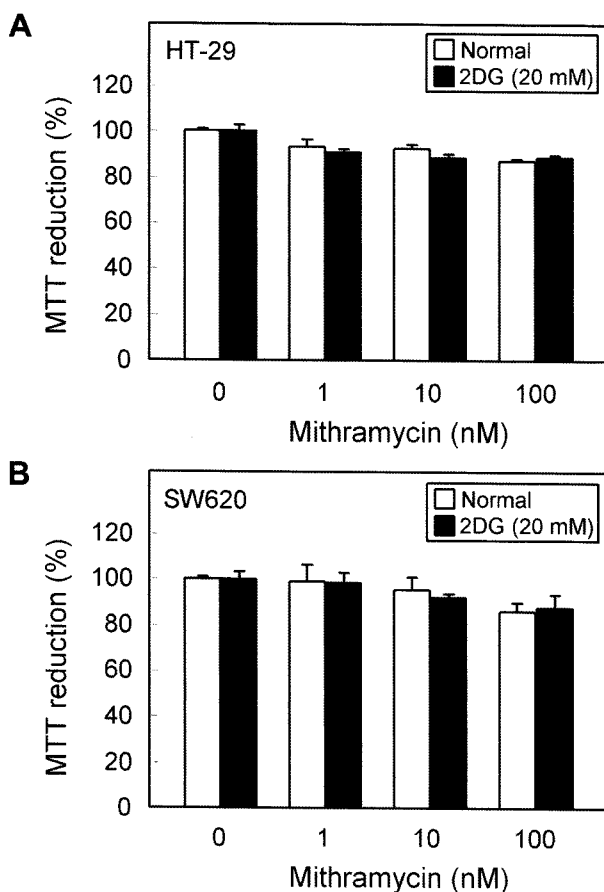 A
HT-29
Normal
2DG (20 mM)
MTT reduction (%)
120
100
80
60
40
20
0
0 1 10 100
Mithramycin (nM)
B
SW620
Normal
2DG (20 mM)
MTT reduction (%)
120
100
80
60
40
20
0
0 1 10 100
Mithramycin (nM)